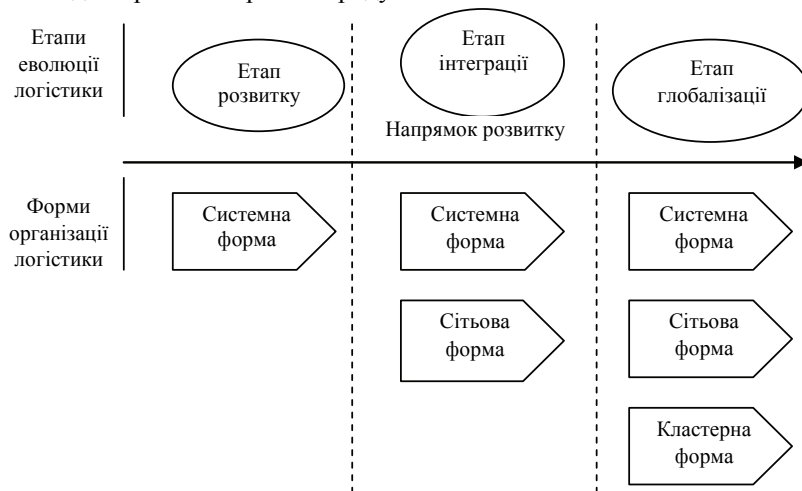 Етапи
еволюції
логістики
Етап
розвитку
Етап
інтеграції
Етап
глобалізації
Напрямок розвитку
Форми
організації
логістики
Системна
форма
Системна
форма
Системна
форма
Сітьова
форма
Сітьова
форма
Кластерна
форма